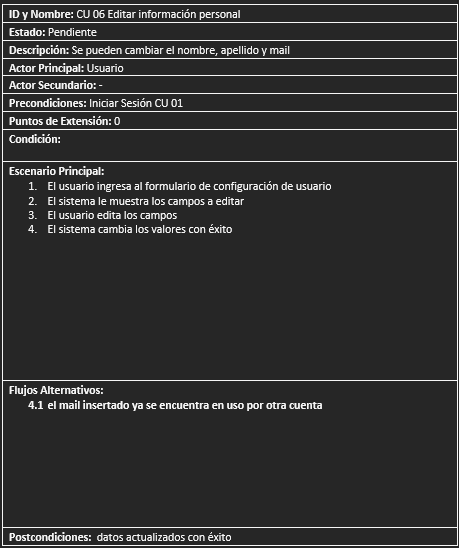 ID y Nombre: CU 06 Editar información personal
Estado: Pendiente
Descripción: Se pueden cambiar el nombre, apellido y mail
Actor Principal: Usuario
Actor Secundario: -
Precondiciones: Iniciar Sesión CU 01
Puntos de Extensión: 0
Condición:
Escenario Principal:
1. El usuario ingresa al formulario de configuración de usuario
2. El sistema le muestra los campos a editar
3. El usuario edita los campos
4. El sistema cambia los valores con éxito
Flujos Alternativos:
4.1 el mail insertado ya se encuentra en uso por otra cuenta
Postcondiciones: datos actualizados con éxito